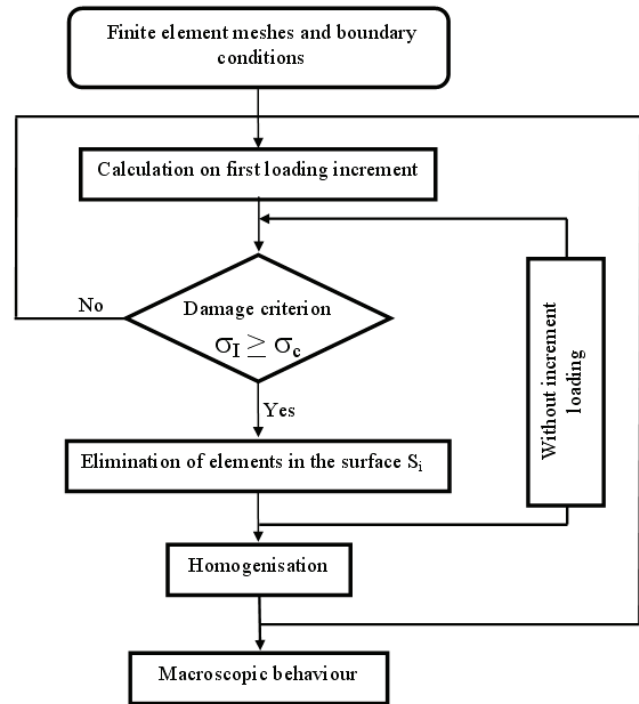 Finite element meshes and boundary
conditions
Calculation on first loading increment
No
Damage criterion
σI ≥ σc
Yes
Without increment
loading
Elimination of elements in the surface Si
Homogenisation
Macroscopic behaviour